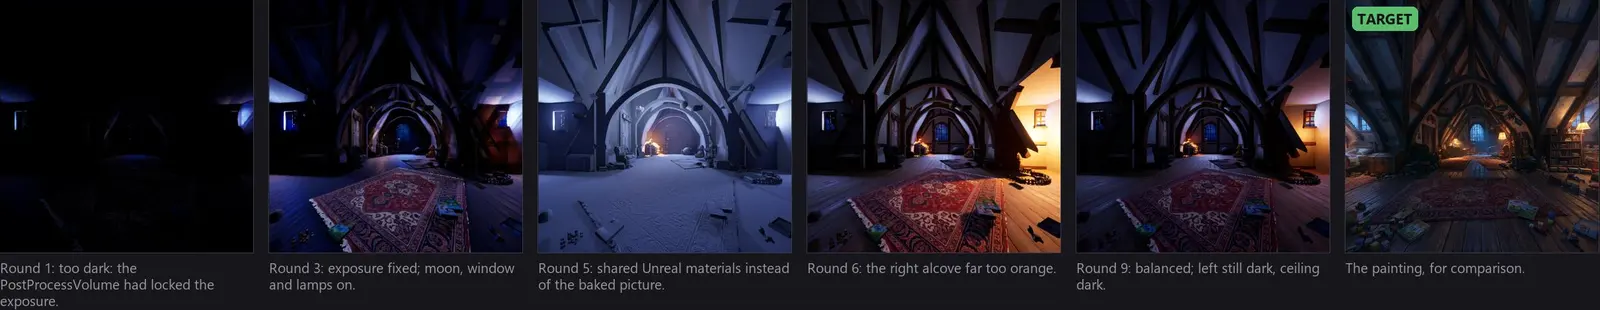 TARGET
Round 1: too dark: the
PostProcessVolume had locked the
exposure.
Round 3: exposure fixed; moon, window
and lamps on.
Round 5: shared Unreal materials instead
of the baked picture.
Round 6: the right alcove far too orange.
Round 9: balanced; left still dark, ceiling
dark.
The painting, for comparison.